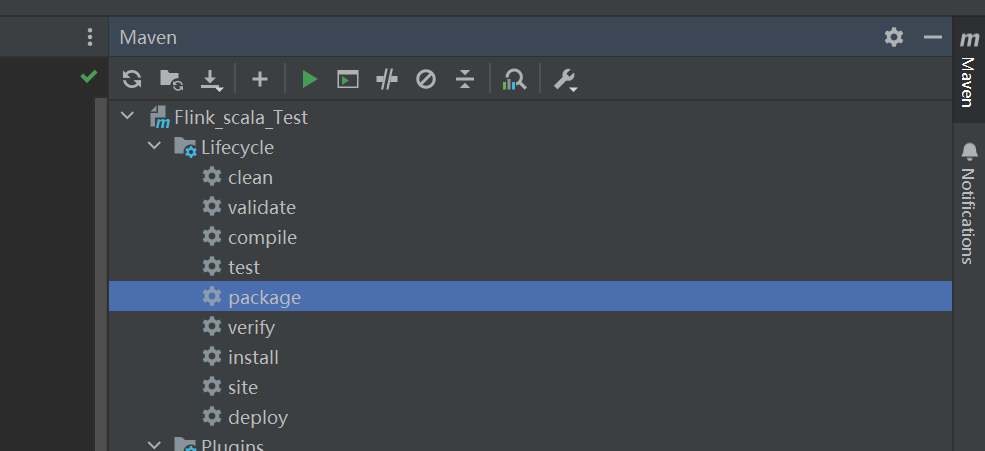 Maven
Flink_scala_Test
Lifecycle
clean
validate
compile
test
package
verify
install
site
deploy
Plugins
m
Maven
Notifications